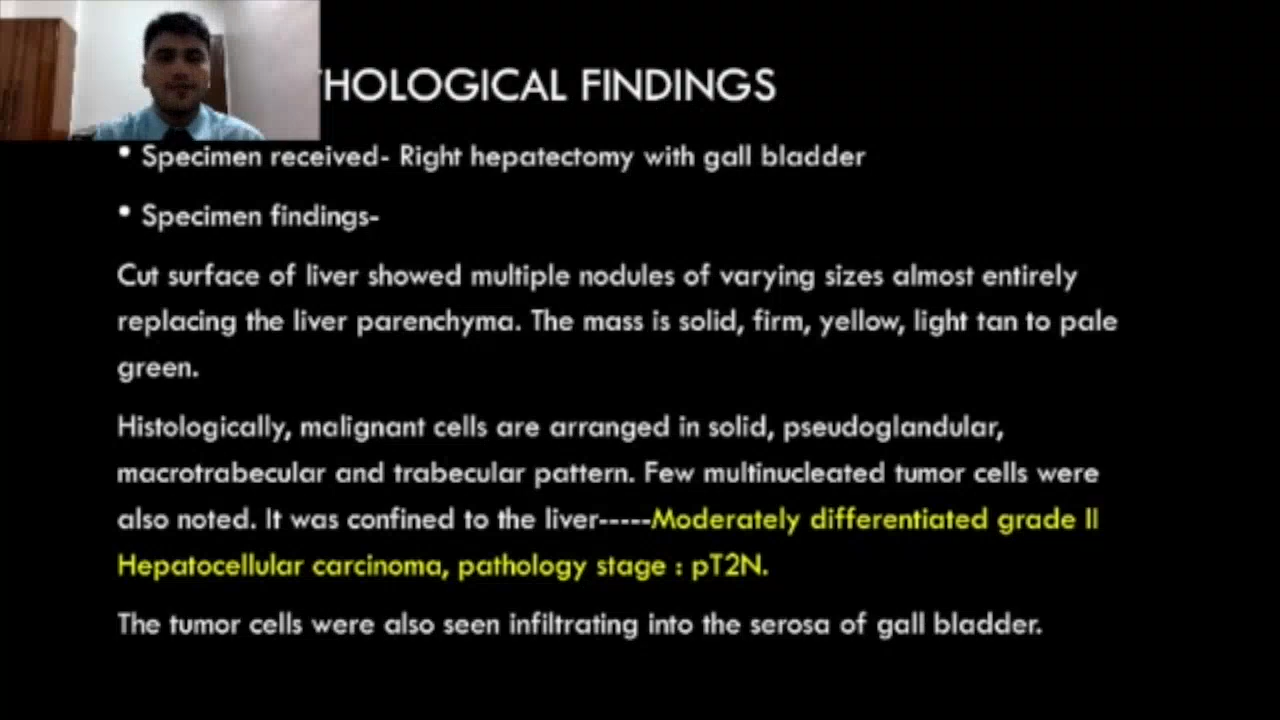 THOLOGICAL FINDINGS
• Specimen received- Right hepatectomy with gall bladder
• Specimen findings-
Cut surface of liver showed multiple nodules of varying sizes almost entirely
replacing the liver parenchyma. The mass is solid, firm, yellow, light tan to pale
green.
Histologically, malignant cells are arranged in solid, pseudoglandular,
macrotrabecular and trabecular pattern. Few multinucleated tumor cells were
also noted. It was confined to the liver-----Moderately differentiated grade II
Hepatocellular carcinoma, pathology stage : pT2N.
The tumor cells were also seen infiltrating into the serosa of gall bladder.